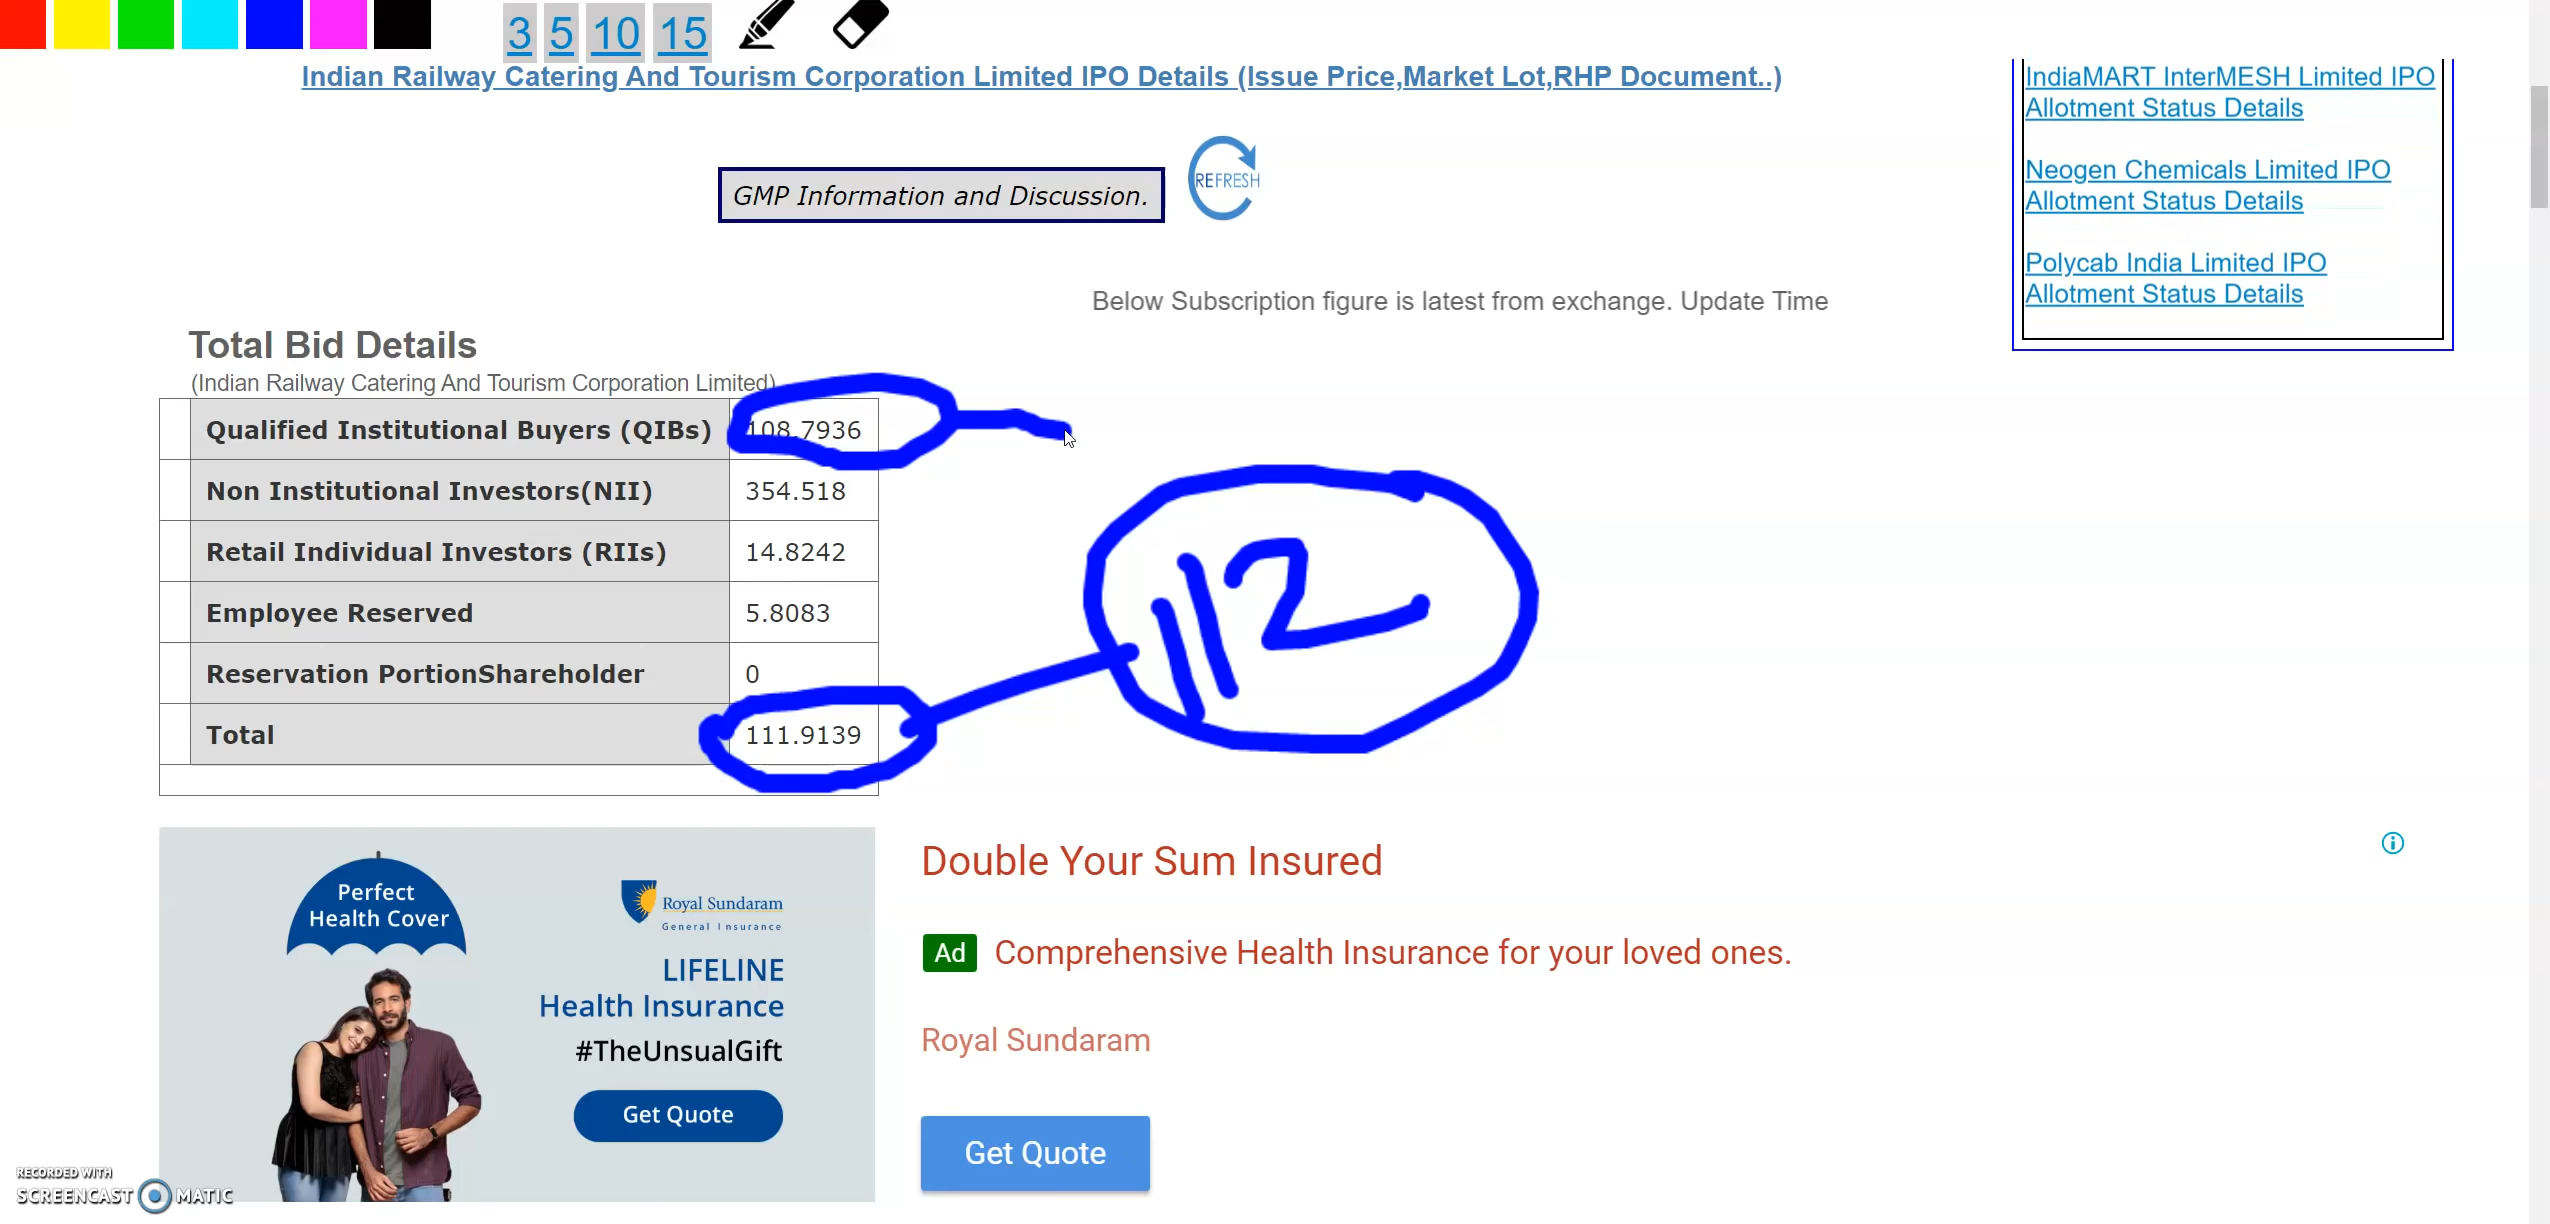 3 5 10 15
Indian Railway Catering And Tourism Corporation Limited IPO Details (Issue Price,Market Lot,RHP Document..)
IndiaMART InterMESH Limited IPO
Allotment Status Details
Neogen Chemicals Limited IPO
Allotment Status Details
Polycab India Limited IPO
Allotment Status Details
GMP Information and Discussion.
REFRESH
Below Subscription figure is latest from exchange. Update Time
Total Bid Details
(Indian Railway Catering And Tourism Corporation Limited)
Qualified Institutional Buyers (QIBs) 108.7936
Non Institutional Investors(NII) 354.518
Retail Individual Investors (RIIs) 14.8242
Employee Reserved 5.8083
Reservation PortionShareholder 0
Total 111.9139
112
Perfect
Health Cover
Royal Sundaram
General Insurance
LIFELINE
Health Insurance
#TheUnsualGift
Get Quote
Double Your Sum Insured
Ad Comprehensive Health Insurance for your loved ones.
Royal Sundaram
Get Quote
RECORDED WITH
SCREENCAST MATIC